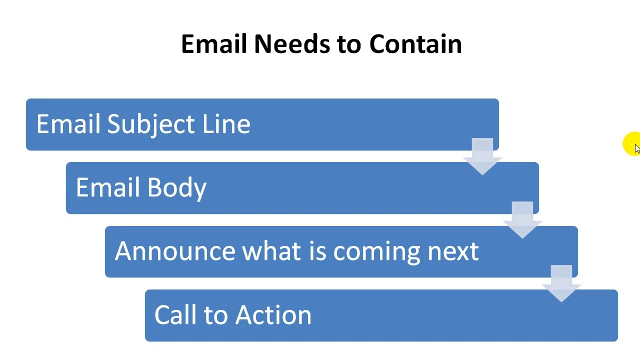 Email Needs to Contain
Email Subject Line
Email Body
Announce what is coming next
Call to Action